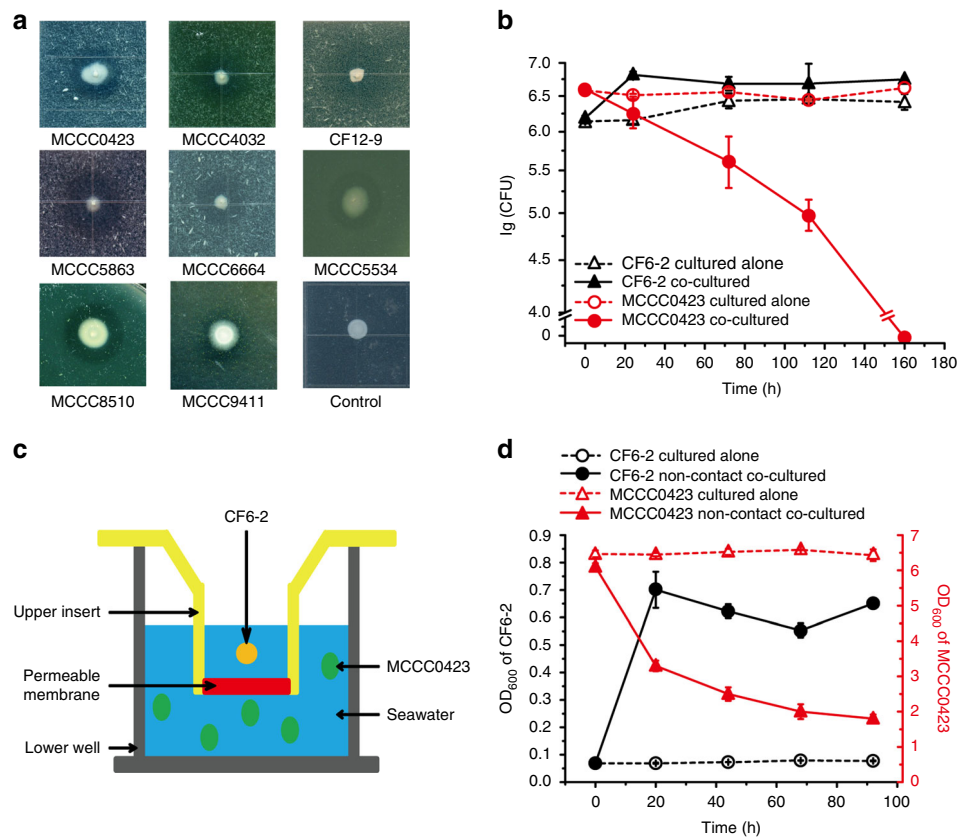 a
MCCC0423 MCCC4032 CF12-9
MCCC5863 MCCC6664 MCCC5534
MCCC8510 MCCC9411 Control
b
lg (CFU)
7.0
6.5
6.0
5.5
5.0
4.5
4.0
0
CF6-2 cultured alone
CF6-2 co-cultured
MCCC0423 cultured alone
MCCC0423 co-cultured
0 20 40 60 80 100 120 140 160 180
Time (h)
c
CF6-2
Upper insert
Permeable
membrane
Lower well
MCCC0423
Seawater
d
CF6-2 cultured alone
CF6-2 non-contact co-cultured
MCCC0423 cultured alone
MCCC0423 non-contact co-cultured
OD600 of CF6-2
0.9
0.8
0.7
0.6
0.5
0.4
0.3
0.2
0.1
0.0
7
6
5
4
3
2
1
0
OD600 of MCCC0423
0 20 40 60 80 100
Time (h)